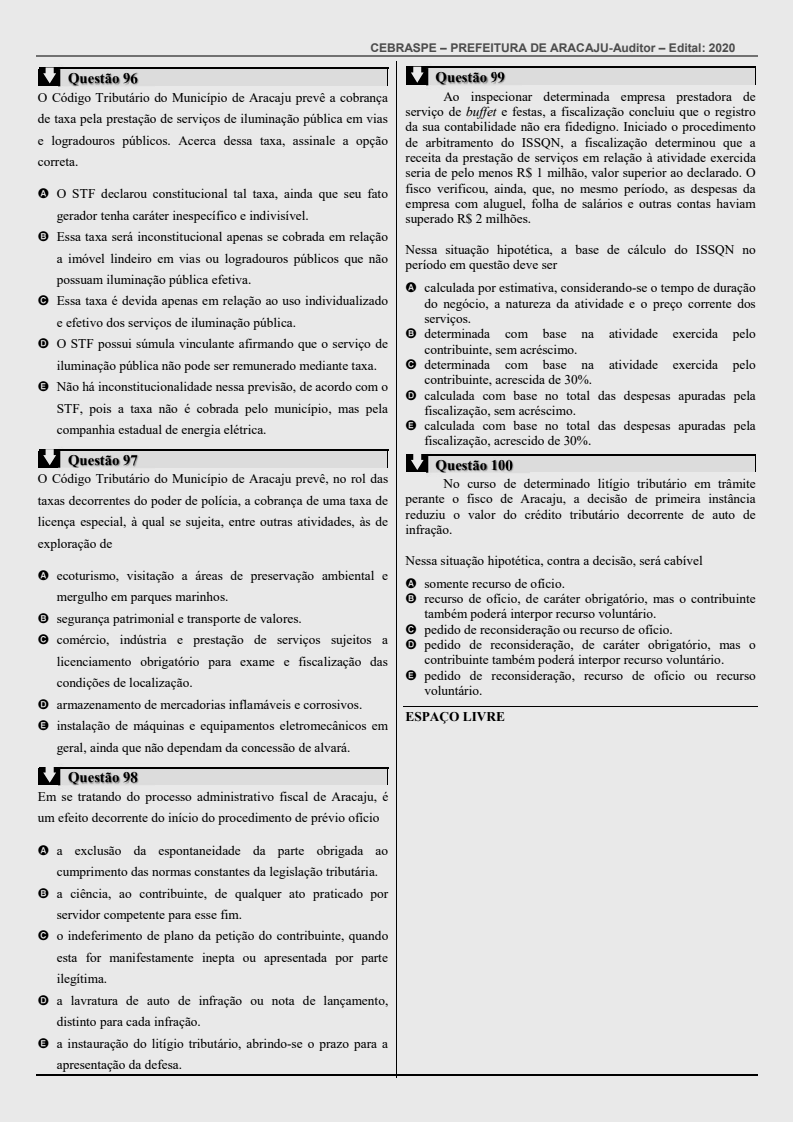 CEBRASPE – PREFEITURA DE ARACAJU-Auditor – Edital: 2020
Questão 96
O Código Tributário do Município de Aracaju prevê a cobrança
de taxa pela prestação de serviços de iluminação pública em vias
e logradouros públicos. Acerca dessa taxa, assinale a opção
correta.
A O STF declarou constitucional tal taxa, ainda que seu fato
gerador tenha caráter inespecífico e indivisível.
B Essa taxa será inconstitucional apenas se cobrada em relação
a imóvel lindeiro em vias ou logradouros públicos que não
possuam iluminação pública efetiva.
C Essa taxa é devida apenas em relação ao uso individualizado
e efetivo dos serviços de iluminação pública.
D O STF possui súmula vinculante afirmando que o serviço de
iluminação pública não pode ser remunerado mediante taxa.
E Não há inconstitucionalidade nessa previsão, de acordo com o
STF, pois a taxa não é cobrada pelo município, mas pela
companhia estadual de energia elétrica.
Questão 97
O Código Tributário do Município de Aracaju prevê, no rol das
taxas decorrentes do poder de polícia, a cobrança de uma taxa de
licença especial, à qual se sujeita, entre outras atividades, às de
exploração de
A ecoturismo, visitação a áreas de preservação ambiental e
mergulho em parques marinhos.
B segurança patrimonial e transporte de valores.
C comércio, indústria e prestação de serviços sujeitos a
licenciamento obrigatório para exame e fiscalização das
condições de localização.
D armazenamento de mercadorias inflamáveis e corrosivos.
E instalação de máquinas e equipamentos eletromecânicos em
geral, ainda que não dependam da concessão de alvará.
Questão 98
Em se tratando do processo administrativo fiscal de Aracaju, é
um efeito decorrente do início do procedimento de prévio ofício
A a exclusão da espontaneidade da parte obrigada ao
cumprimento das normas constantes da legislação tributária.
B a ciência, ao contribuinte, de qualquer ato praticado por
servidor competente para esse fim.
C o indeferimento de plano da petição do contribuinte, quando
esta for manifestamente inepta ou apresentada por parte
ilegítima.
D a lavratura de auto de infração ou nota de lançamento,
distinto para cada infração.
E a instauração do litígio tributário, abrindo-se o prazo para a
apresentação da defesa.
Questão 99
Ao inspecionar determinada empresa prestadora de
serviço de buffet e festas, a fiscalização concluiu que o registro
da sua contabilidade não era fidedigno. Iniciado o procedimento
de arbitramento do ISSQN, a fiscalização determinou que a
receita da prestação de serviços em relação à atividade exercida
seria de pelo menos R$ 1 milhão, valor superior ao declarado. O
fisco verificou, ainda, que, no mesmo período, as despesas da
empresa com aluguel, folha de salários e outras contas haviam
superado R$ 2 milhões.
Nessa situação hipotética, a base de cálculo do ISSQN no
período em questão deve ser
A calculada por estimativa, considerando-se o tempo de duração
do negócio, a natureza da atividade e o preço corrente dos
serviços.
B determinada com base na atividade exercida pelo
contribuinte, sem acréscimo.
C determinada com base na atividade exercida pelo
contribuinte, acrescida de 30%.
D calculada com base no total das despesas apuradas pela
fiscalização, sem acréscimo.
E calculada com base no total das despesas apuradas pela
fiscalização, acrescido de 30%.
Questão 100
No curso de determinado litígio tributário em trâmite
perante o fisco de Aracaju, a decisão de primeira instância
reduziu o valor do crédito tributário decorrente de auto de
infração.
Nessa situação hipotética, contra a decisão, será cabível
A somente recurso de ofício.
B recurso de ofício, de caráter obrigatório, mas o contribuinte
também poderá interpor recurso voluntário.
C pedido de reconsideração ou recurso de ofício.
D pedido de reconsideração, de caráter obrigatório, mas o
contribuinte também poderá interpor recurso voluntário.
E pedido de reconsideração, recurso de ofício ou recurso
voluntário.
ESPAÇO LIVRE